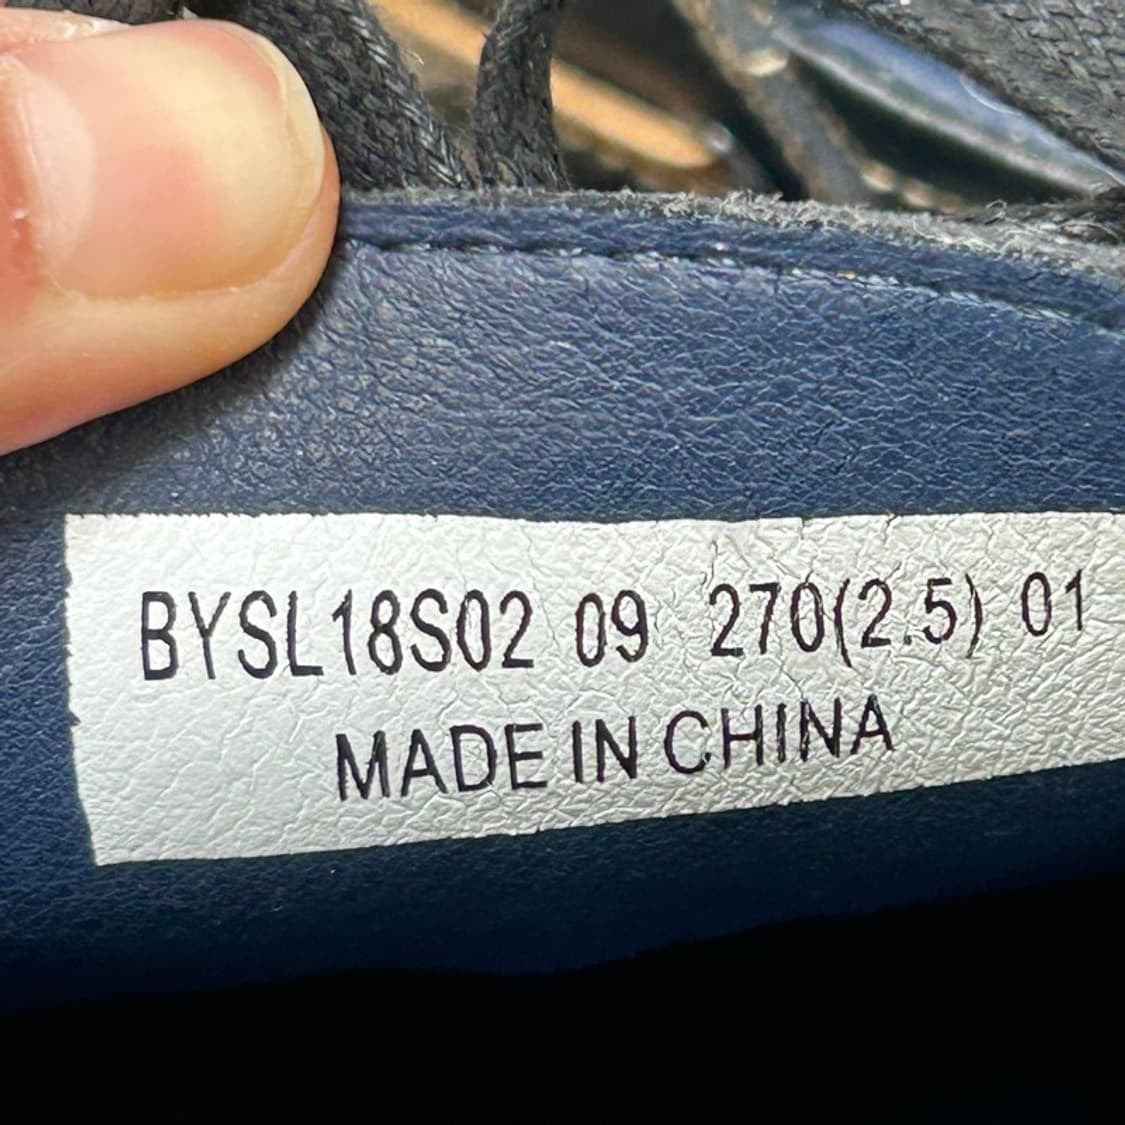 BYSL18S02 09 270(2.5) 01
MADE IN CHINA